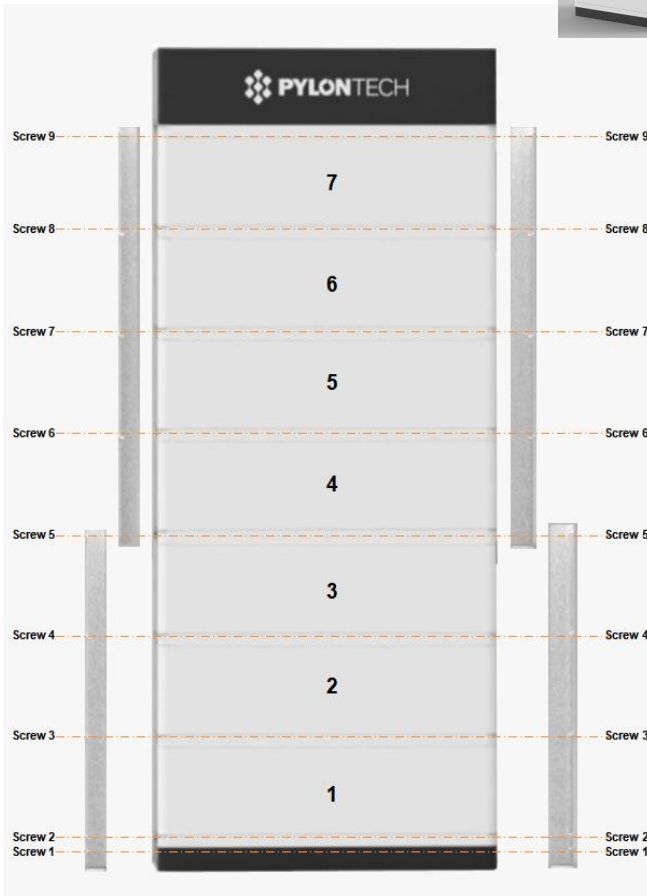 PYLONTECH
Screw 9 Screw 9
7
Screw 8 Screw 8
6
Screw 7 Screw 7
5
Screw 6 Screw 6
4
Screw 5 Screw 5
3
Screw 4 Screw 4
2
Screw 3 Screw 3
1
Screw 2 Screw 2
Screw 1 Screw 1